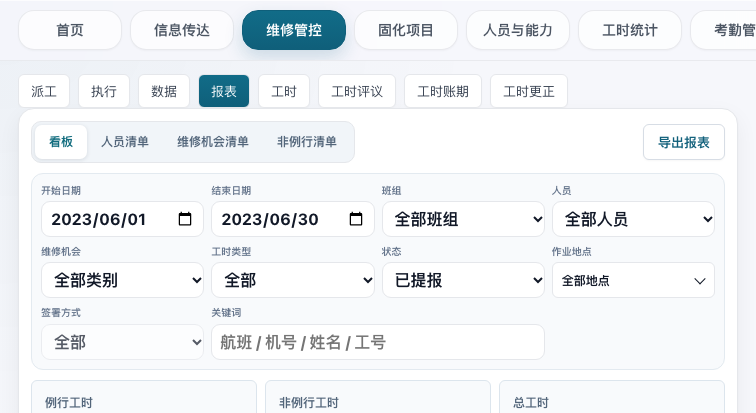 首页 信息传达 维修管控 固化项目 人员与能力 工时统计 考勤管
派工 执行 数据 报表 工时 工时评议 工时账期 工时更正
看板 人员清单 维修机会清单 非例行清单 导出报表
开始日期 结束日期 班组 人员
2023/06/01 2023/06/30 全部班组 全部人员
维修机会 工时类型 状态 作业地点
全部类别 全部 已提报 全部地点
签署方式 关键词
全部 航班 / 机号 / 姓名 / 工号
例行工时 非例行工时 总工时